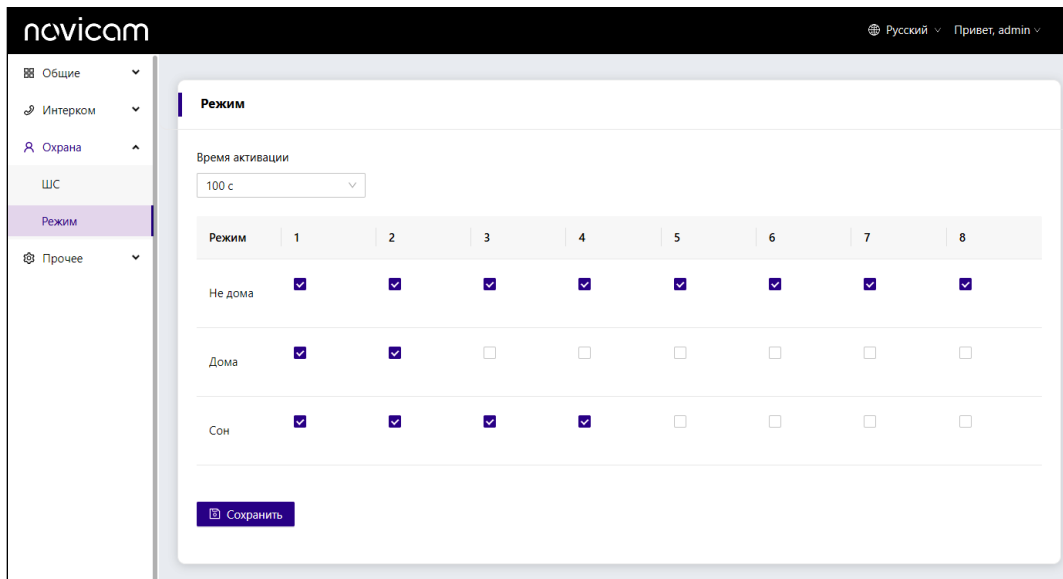 novicam
Русский Привет, admin
Общие
Интерком
Охрана
ШС
Режим
Прочее
Режим
Время активации
100 с
Режим 1 2 3 4 5 6 7 8
Не дома
Дома
Сон
Сохранить